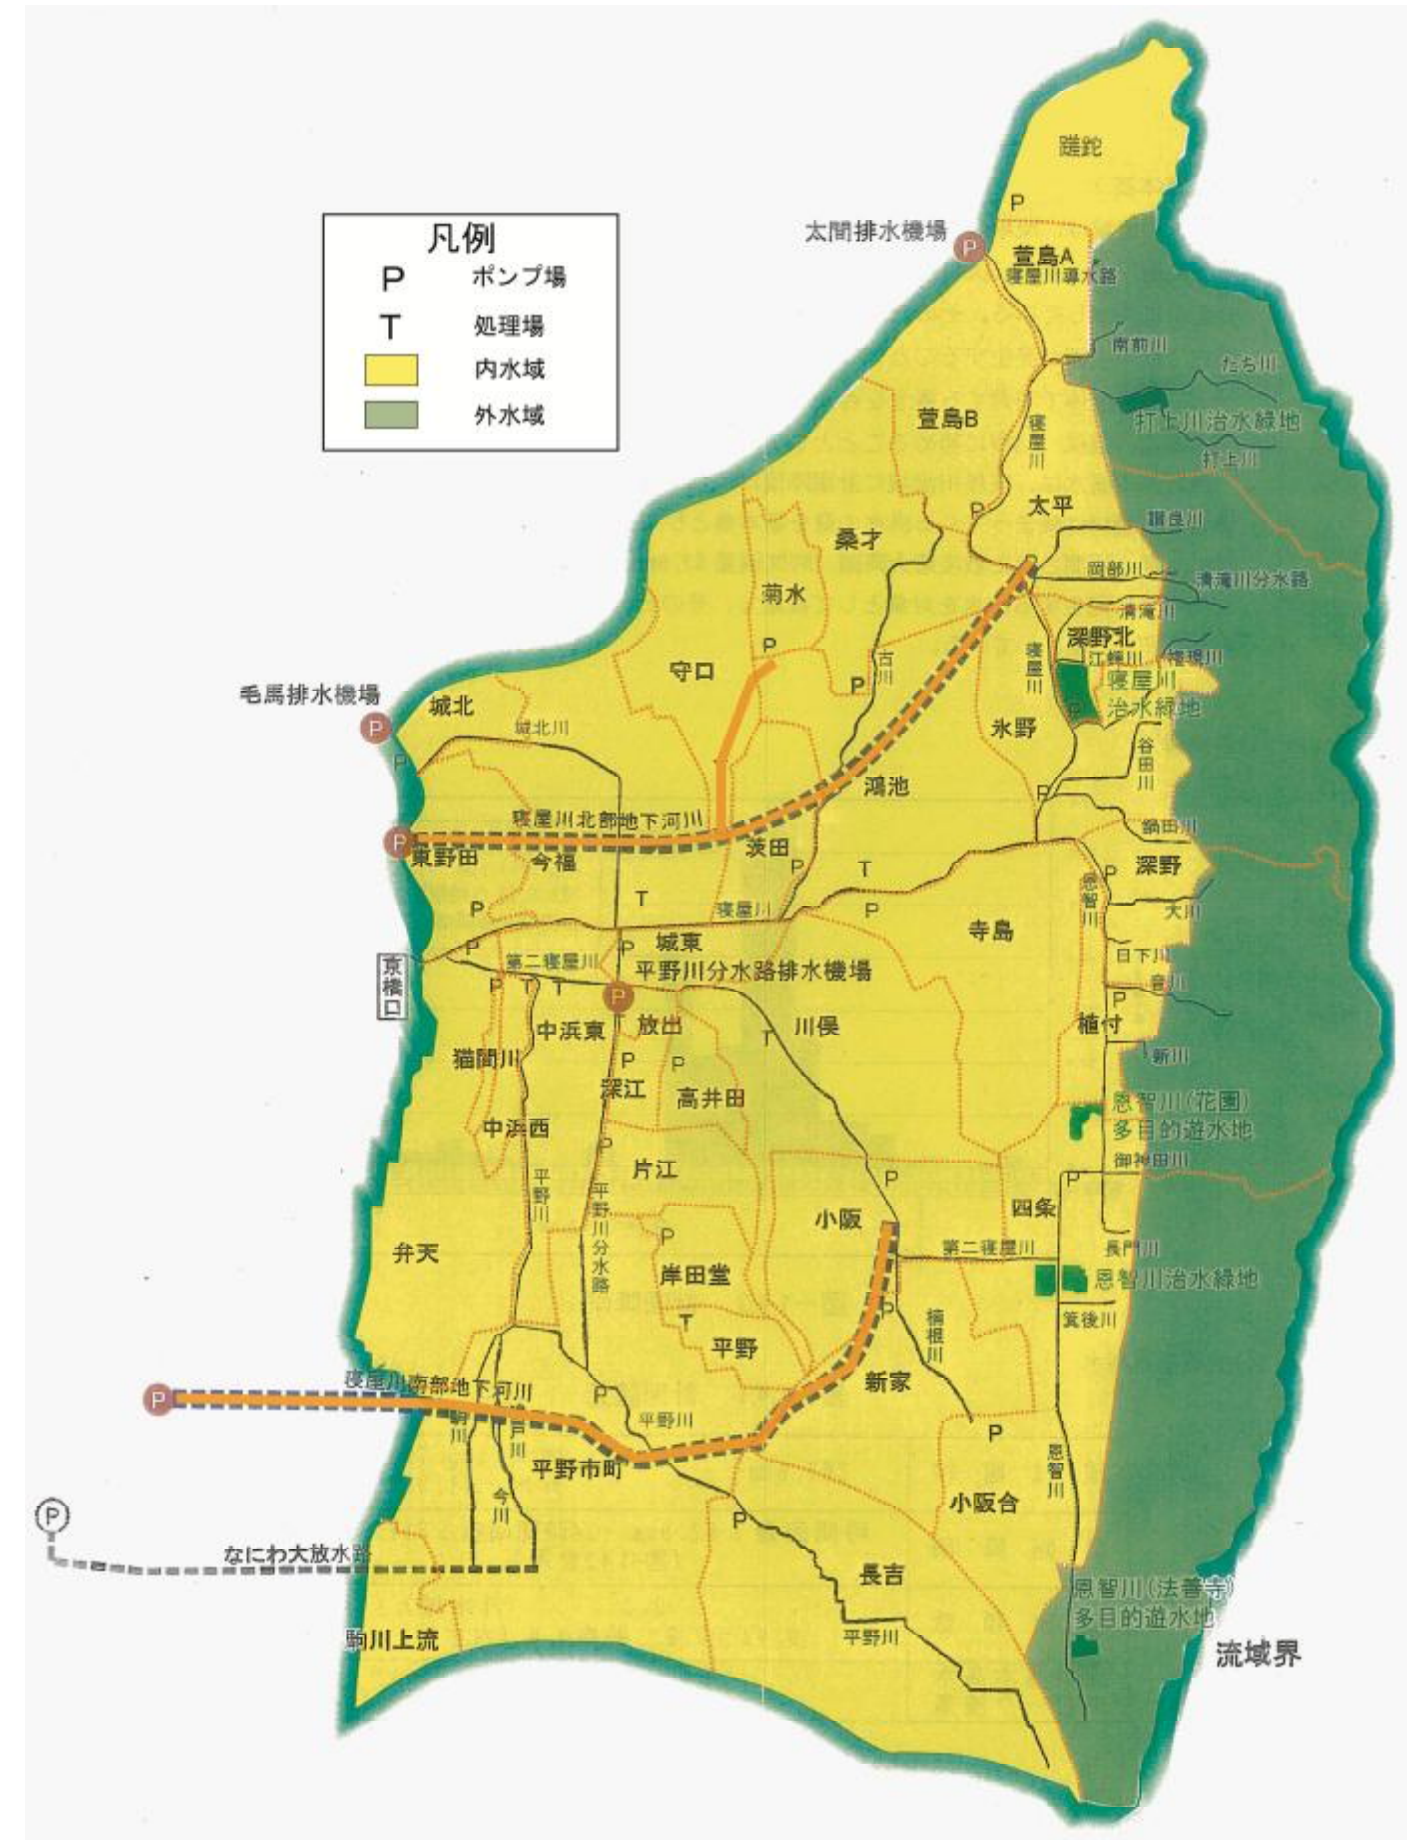 蹉跎
P
太間排水機場
P
萱島A
寝屋川導水路
凡例
P ポンプ場
T 処理場
内水域
外水域
南前川
たち川
打上川治水緑地
打上川
萱島B
寝屋川
P
太平
讃良川
桑才
P
岡部川
清滝川分水路
清滝川
菊水
深野北
江蝉川
権現川
寝屋川
治水緑地
P
寝屋川
古川
P
P
守口
毛馬排水機場
P
城北
城北川
P
氷野
谷田川
鴻池
P
寝屋川北部地下河川
P
東野田
今福
茨田
P
T
P
T
P
鍋田川
深野
P
恩智川
大川
寝屋川
寺島
P
京橋口
第二寝屋川
P
城東
平野川分水路排水機場
P
日下川
音川
P
植付
P
T
T
中浜東
T
放出
川俣
T
新川
猫間川
P
深江
P
高井田
恩智川(花園)
多目的遊水地
中浜西
P
片江
御神田川
P
P
四条
平野川
平野川分水路
小阪
弁天
P
岸田堂
第二寝屋川
長門川
恩智川治水緑地
T
平野
P
楠根川
箕後川
新家
寝屋川南部地下河川
P
P
平野川
駒川
平野市町
P
恩智川
小阪合
今川
P
P
なにわ大放水路
長吉
恩智川(法善寺)
多目的遊水地
駒川上流
平野川
流域界